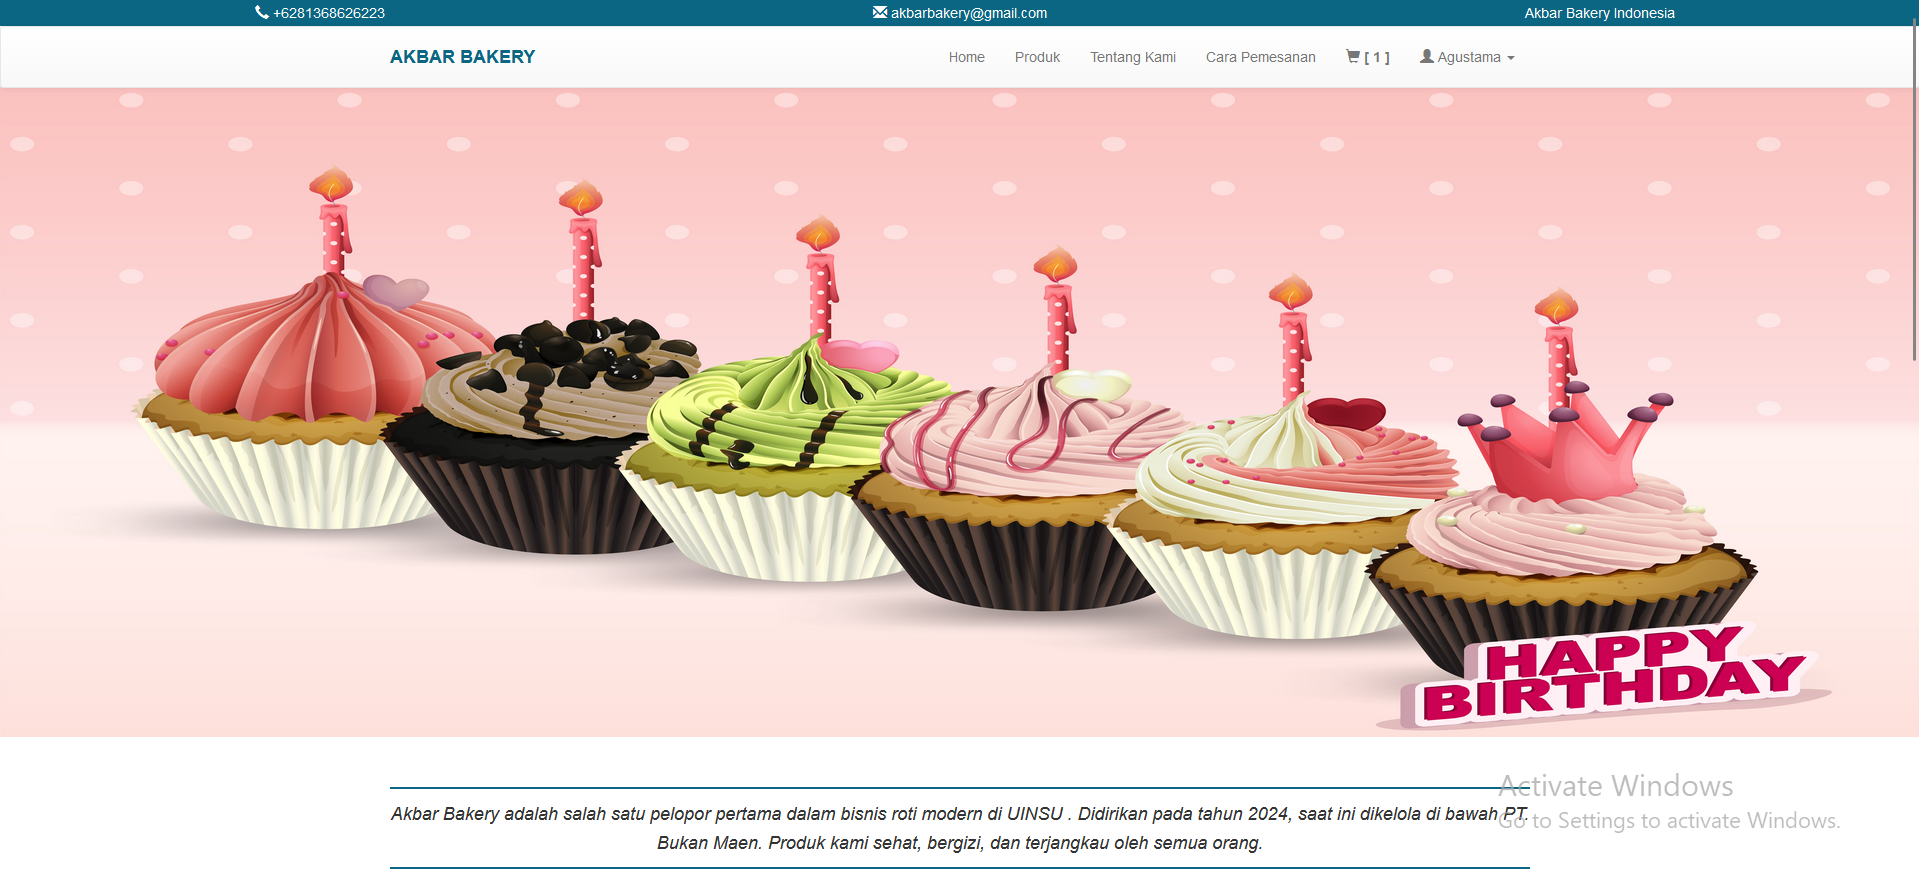 +6281368626223
akbarbakery@gmail.com
Akbar Bakery Indonesia
AKBAR BAKERY
Home
Produk
Tentang Kami
Cara Pemesanan
[ 1 ]
Agustama
HAPPY
BIRTHDAY
Akbar Bakery adalah salah satu pelopor pertama dalam bisnis roti modern di UINSU . Didirikan pada tahun 2024, saat ini dikelola di bawah PT.
Bukan Maen. Produk kami sehat, bergizi, dan terjangkau oleh semua orang.
Activate Windows
Go to Settings to activate Windows.